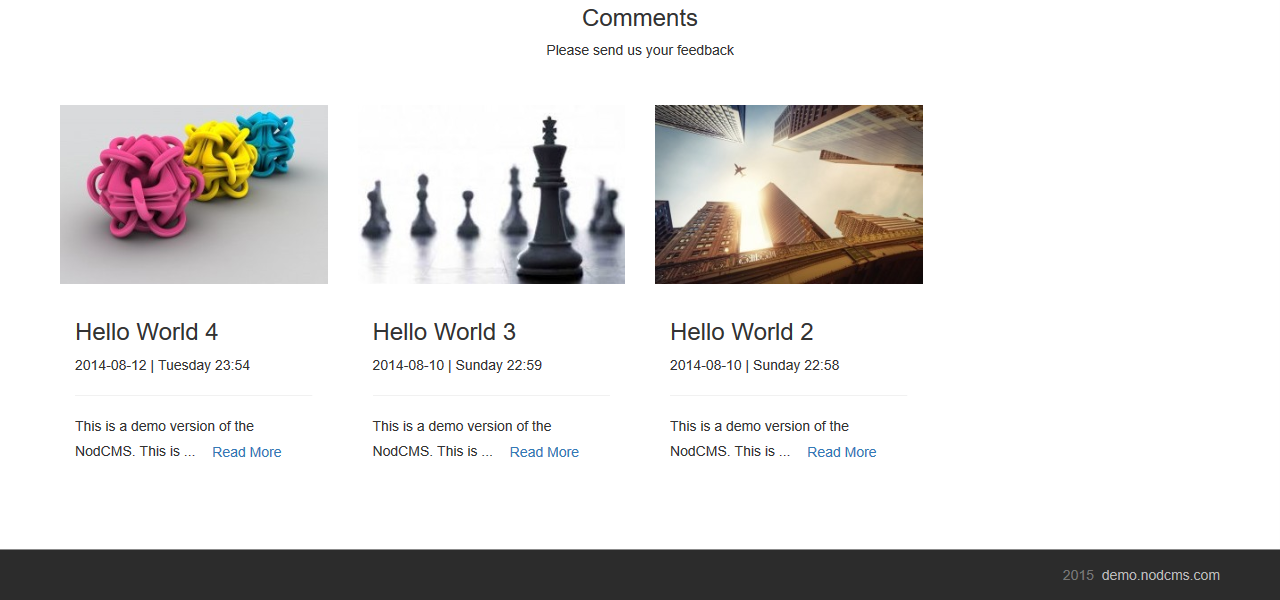 Comments
Please send us your feedback
Hello World 4
2014-08-12 | Tuesday 23:54
This is a demo version of the
NodCMS. This is ... Read More
Hello World 3
2014-08-10 | Sunday 22:59
This is a demo version of the
NodCMS. This is ... Read More
Hello World 2
2014-08-10 | Sunday 22:58
This is a demo version of the
NodCMS. This is ... Read More
2015 demo.nodcms.com